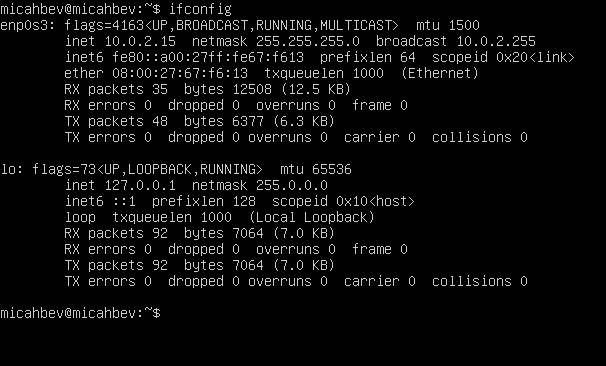 micahbev@micahbev:~$ ifconfig
enp0s3: flags=4163<UP,BROADCAST,RUNNING,MULTICAST>  mtu 1500
        inet 10.0.2.15  netmask 255.255.255.0  broadcast 10.0.2.255
        inet6 fe80::a00:27ff:fe67:f613  prefixlen 64  scopeid 0x20<link>
        ether 08:00:27:67:f6:13  txqueuelen 1000  (Ethernet)
        RX packets 35  bytes 12508 (12.5 KB)
        RX errors 0  dropped 0  overruns 0  frame 0
        TX packets 48  bytes 6377 (6.3 KB)
        TX errors 0  dropped 0 overruns 0  carrier 0  collisions 0

lo: flags=73<UP,LOOPBACK,RUNNING>  mtu 65536
        inet 127.0.0.1  netmask 255.0.0.0
        inet6 ::1  prefixlen 128  scopeid 0x10<host>
        loop  txqueuelen 1000  (Local Loopback)
        RX packets 92  bytes 7064 (7.0 KB)
        RX errors 0  dropped 0  overruns 0  frame 0
        TX packets 92  bytes 7064 (7.0 KB)
        TX errors 0  dropped 0 overruns 0  carrier 0  collisions 0

micahbev@micahbev:~$